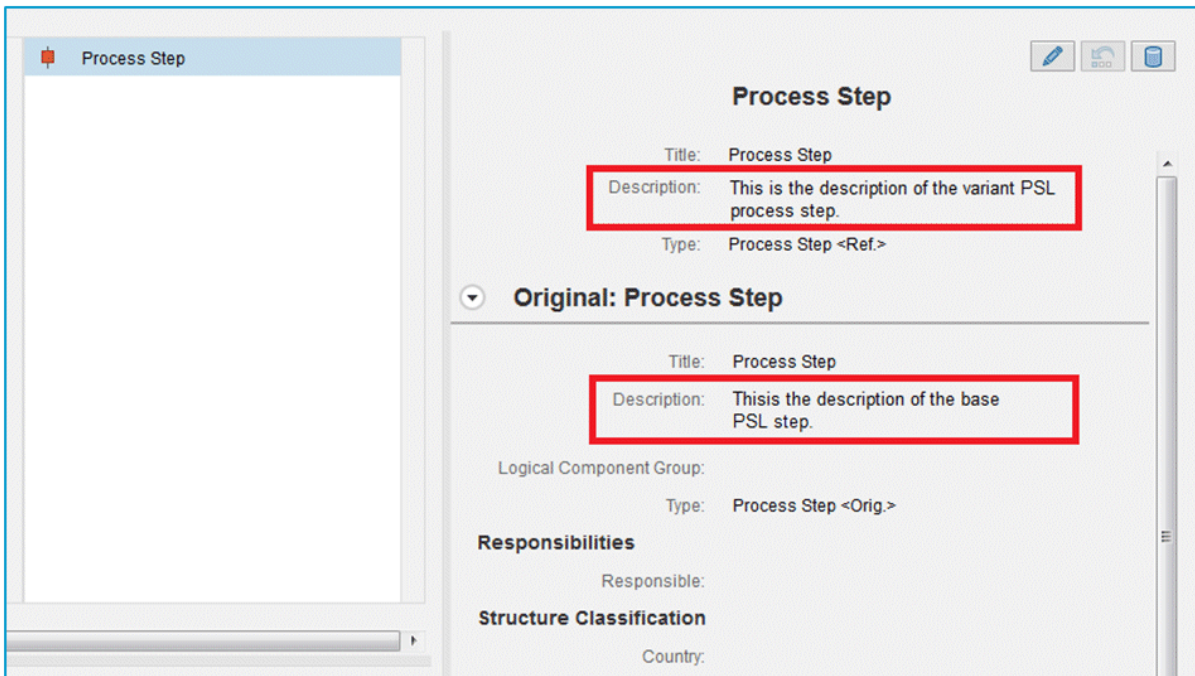 Process Step
Process Step
Title: Process Step
Description: This is the description of the variant PSL
process step.
Type: Process Step <Ref.>
Original: Process Step
Title: Process Step
Description: Thisis the description of the base
PSL step.
Logical Component Group:
Type: Process Step <Orig.>
Responsibilities
Responsible:
Structure Classification
Country: